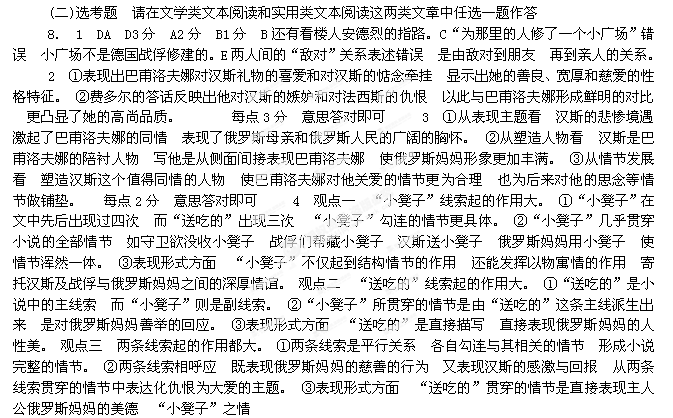 (二)选考题　请在文学类文本阅读和实用类文本阅读这两类文章中任选一题作答
8. 1 DA D3分 A2分 B1分 B还有看楼人安德烈的指路。C“为那里的人修了一个小广场”错
误 小广场不是德国战俘修建的。E两人间的“敌对”关系表述错误 是由敌对到朋友 再到亲人的关系。
2 ①表现出巴甫洛夫娜对汉斯礼物的喜爱和对汉斯的惦念牵挂 显示出她的善良、宽厚和慈爱的性
格特征。②费多尔的答话反映出他对汉斯的嫉妒和对法西斯的仇恨 以此与巴甫洛夫娜形成鲜明的对比
更凸显了她的高尚品质。 每点3分 意思答对即可 3 ①从表现主题看 汉斯的悲惨境遇
激起了巴甫洛夫娜的同情 表现了俄罗斯母亲和俄罗斯人民的广阔的胸怀。②从塑造人物看 汉斯是巴
甫洛夫娜的陪衬人物 写他是从侧面间接表现巴甫洛夫娜 使俄罗斯妈妈形象更加丰满。③从情节发展
看 塑造汉斯这个值得同情的人物 使巴甫洛夫娜对他关爱的情节更为合理 也为后来对他的思念等情
节做铺垫。 每点2分 意思答对即可 4 观点一 “小凳子”线索起的作用大。①“小凳子”在
文中先后出现过四次 而“送吃的”出现三次 “小凳子”勾连的情节更具体。②“小凳子”几乎贯穿
小说的全部情节 如守卫欲没收小凳子 战俘们帮藏小凳子 汉斯送小凳子 俄罗斯妈妈用小凳子 使
情节浑然一体。③表现形式方面 “小凳子”不仅起到结构情节的作用 还能发挥以物寓情的作用 寄
托汉斯及战俘与俄罗斯妈妈之间的深厚情谊。观点二 “送吃的”线索起的作用大。①“送吃的”是小
说中的主线索 而“小凳子”则是副线索。②“小凳子”所贯穿的情节是由“送吃的”这条主线派生出
来 是对俄罗斯妈妈善举的回应。③表现形式方面 “送吃的”是直接描写 直接表现俄罗斯妈妈的人
性美。观点三 两条线索起的作用都大。①两条线索是平行关系 各自勾连与其相关的情节 形成小说
完整的情节。②两条线索相呼应 既表现俄罗斯妈妈的慈善的行为 又表现汉斯的感激与回报 从两条
线索贯穿的情节中表达化仇恨为大爱的主题。③表现形式方面 “送吃的”贯穿的情节是直接表现主人
公俄罗斯妈妈的美德 “小凳子”之情